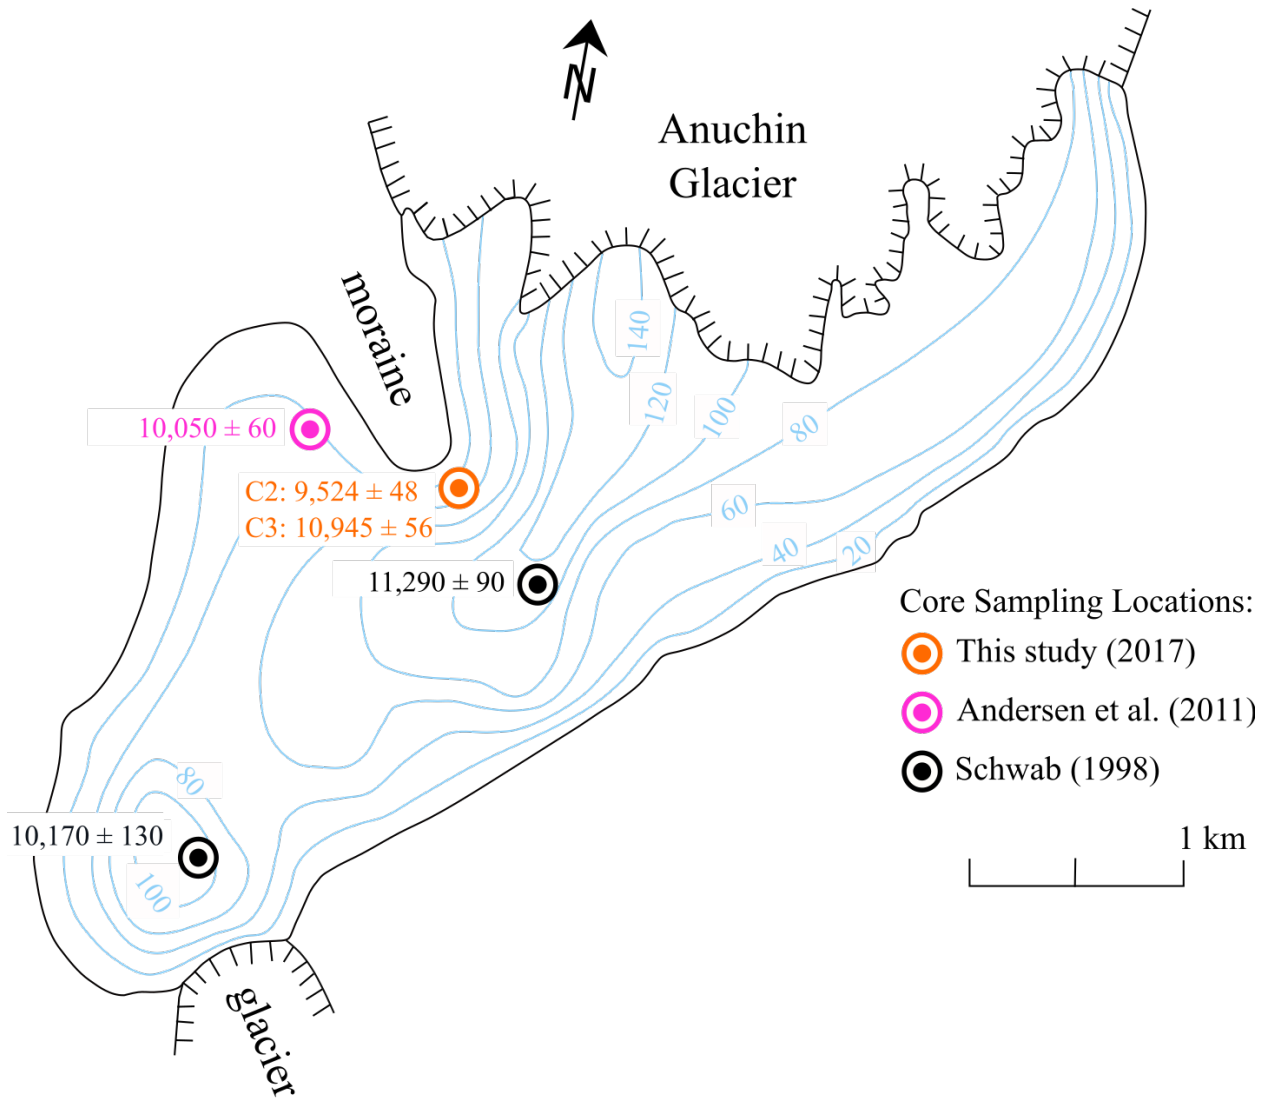 N
Anuchin
Glacier
moraine
140
120
100
80
10,050 ± 60
C2: 9,524 ± 48
C3: 10,945 ± 56
60
40
20
11,290 ± 90
Core Sampling Locations:
This study (2017)
Andersen et al. (2011)
Schwab (1998)
80
10,170 ± 130
100
1 km
glacier